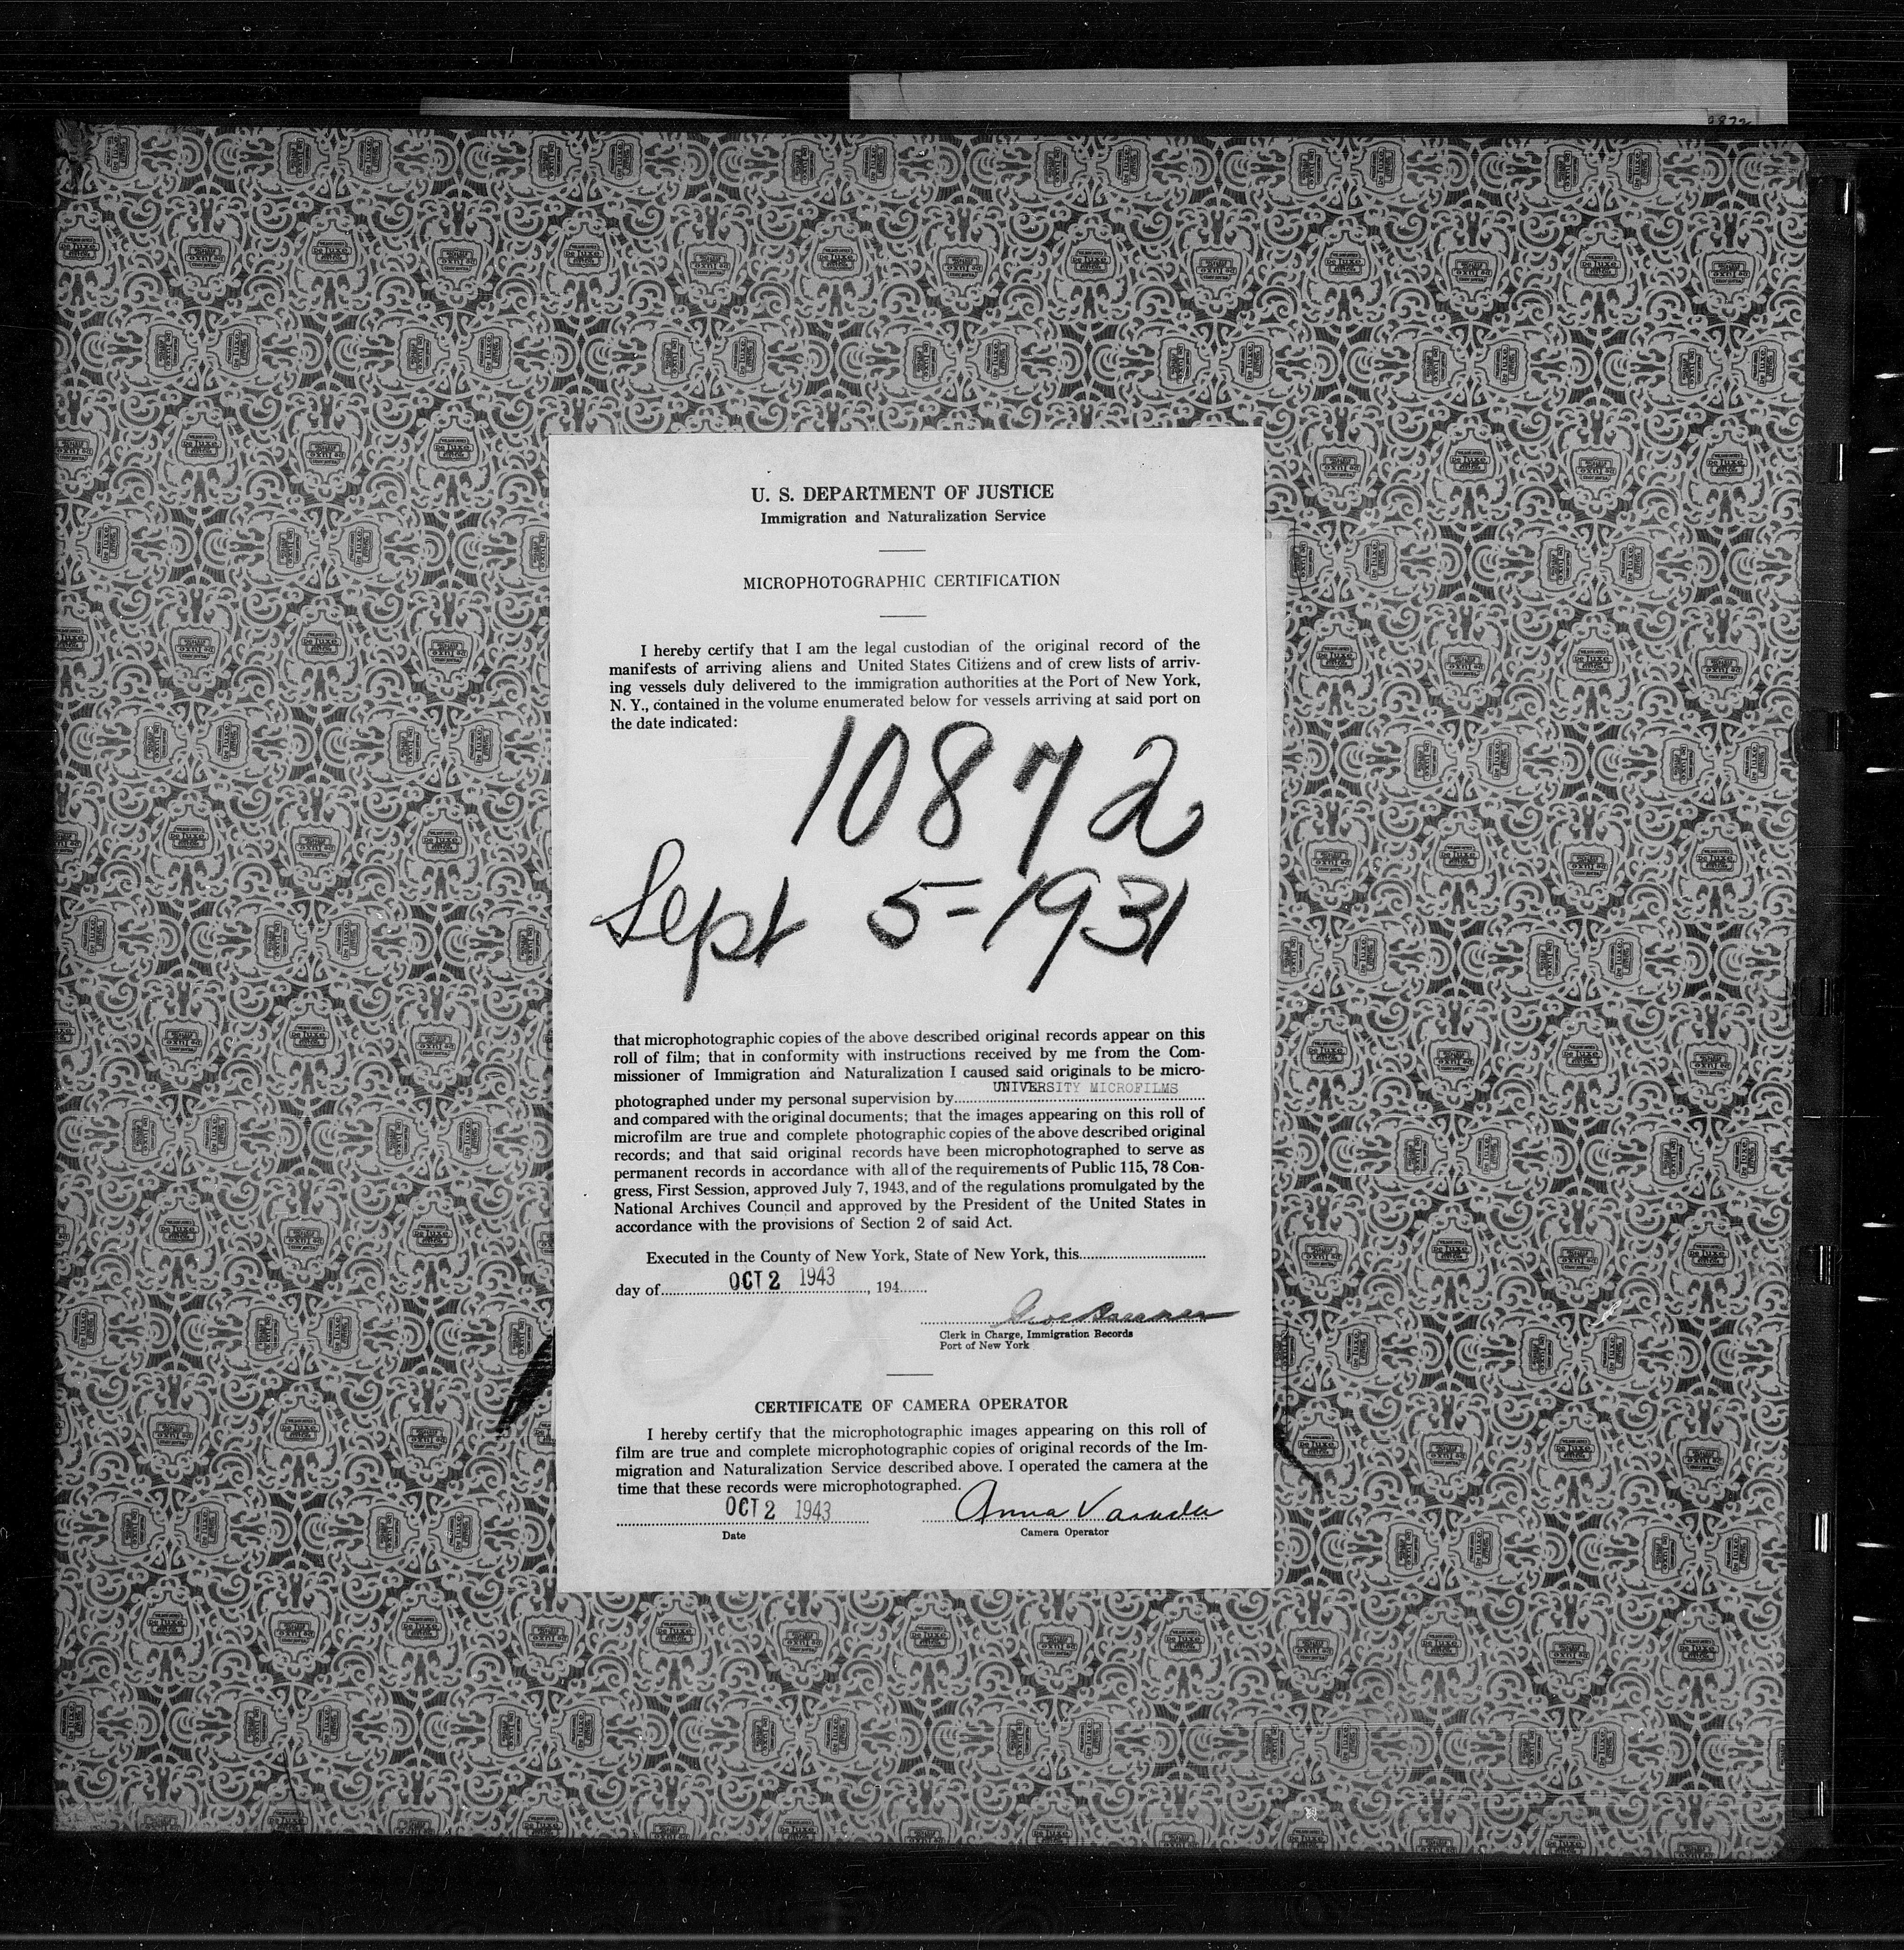 0872
U. S. DEPARTMENT OF JUSTICE
Immigration and Naturalization Service
MICROPHOTOGRAPHIC CERTIFICATION
I hereby certify that I am the legal custodian of the original record of the
manifests of arriving aliens and United States Citizens and of crew lists of arriv-
ing vessels duly delivered to the immigration authorities at the Port of New York,
N. Y., contained in the volume enumerated below for vessels arriving at said port on
the date indicated:
10872
Sept 5-1931
that microphotographic copies of the above described original records appear on this
roll of film; that in conformity with instructions received by me from the Com-
missioner of Immigration and Naturalization I caused said originals to be micro-
UNIVERSITY MICROFILMS
photographed under my personal supervision by
and compared with the original documents; that the images appearing on this roll of
microfilm are true and complete photographic copies of the above described original
records; and that said original records have been microphotographed to serve as
permanent records in accordance with all of the requirements of Public 115, 78 Con-
gress, First Session, approved July 7, 1943, and of the regulations promulgated by the
National Archives Council and approved by the President of the United States in
accordance with the provisions of Section 2 of said Act.
Executed in the County of New York, State of New York, this
day of OCT 2 1943, 194
Clerk in Charge, Immigration Records
Port of New York
CERTIFICATE OF CAMERA OPERATOR
I hereby certify that the microphotographic images appearing on this roll of
film are true and complete microphotographic copies of original records of the Im-
migration and Naturalization Service described above. I operated the camera at the
time that these records were microphotographed.
OCT 2 1943 Anna
Date Camera Operator